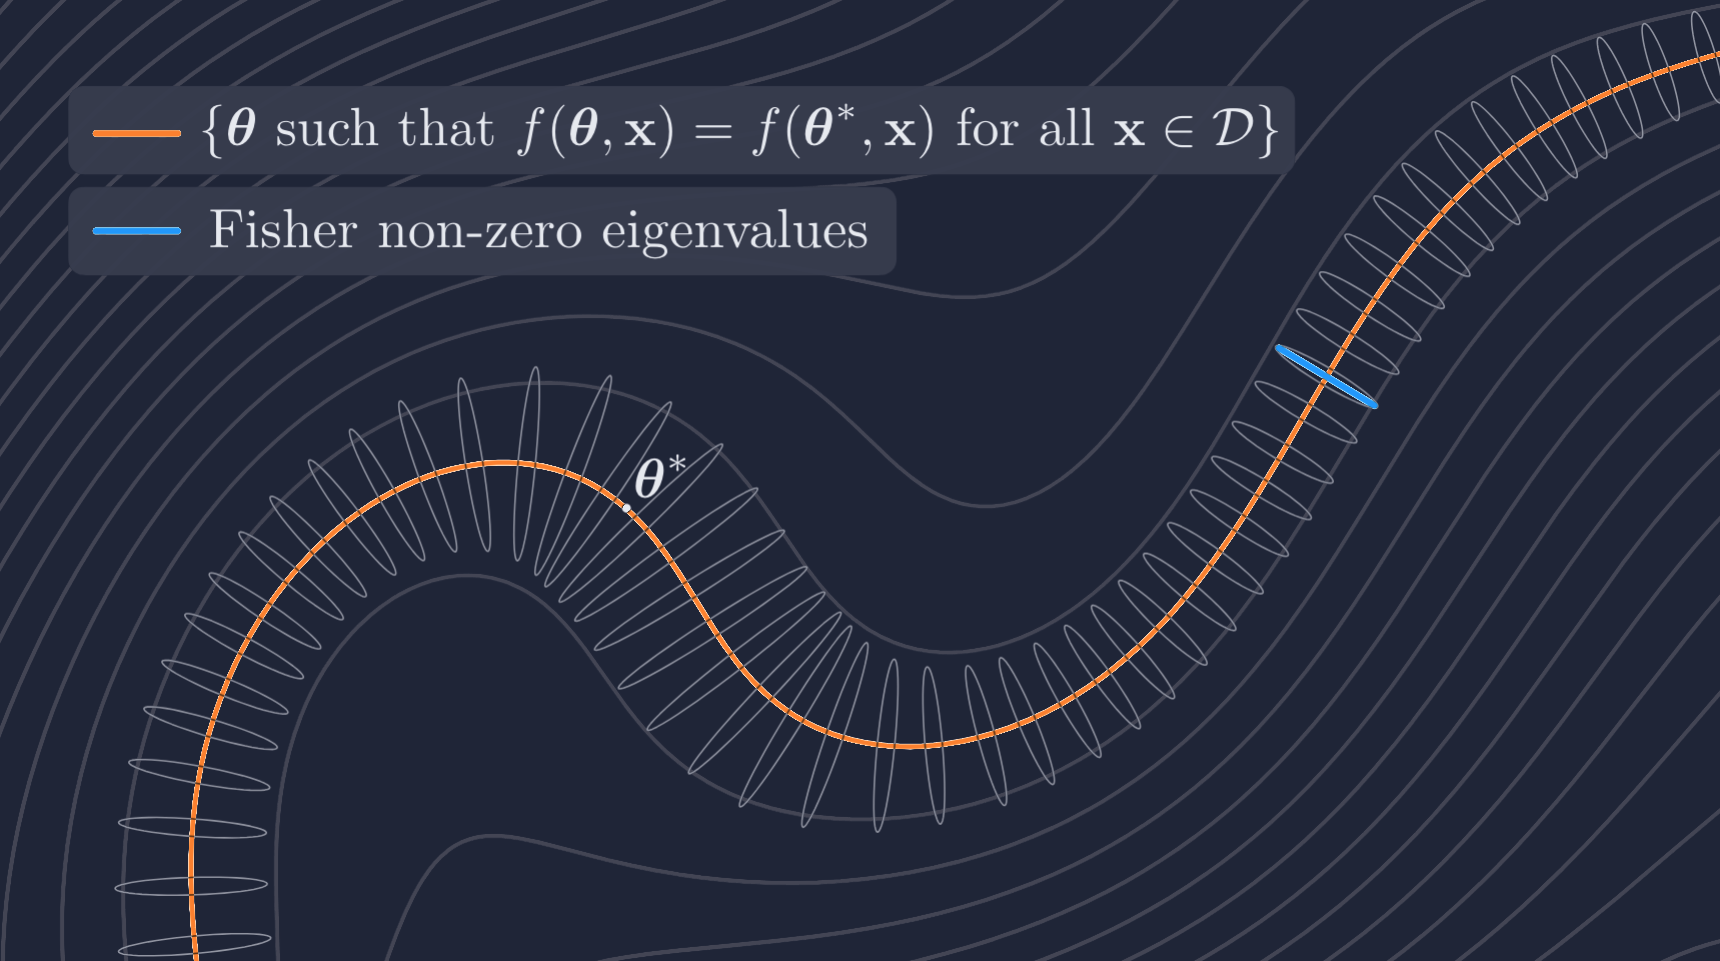 {θ such that f(θ, x) = f(θ*, x) for all x ∈ 𝒟}
Fisher non-zero eigenvalues
θ*